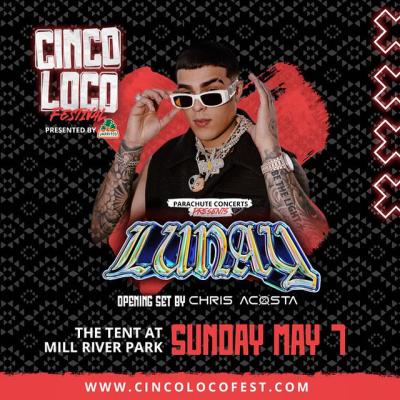 CINCO
LOCO
FESTIVAL
PRESENTED BY
JARRITOS
PARACHUTE CONCERTS
PRESENTS
LUNAY
OPENING SET BY CHRIS ACOSTA
THE TENT AT
MILL RIVER PARK
SUNDAY MAY 7
WWW.CINCOLOCOFEST.COM